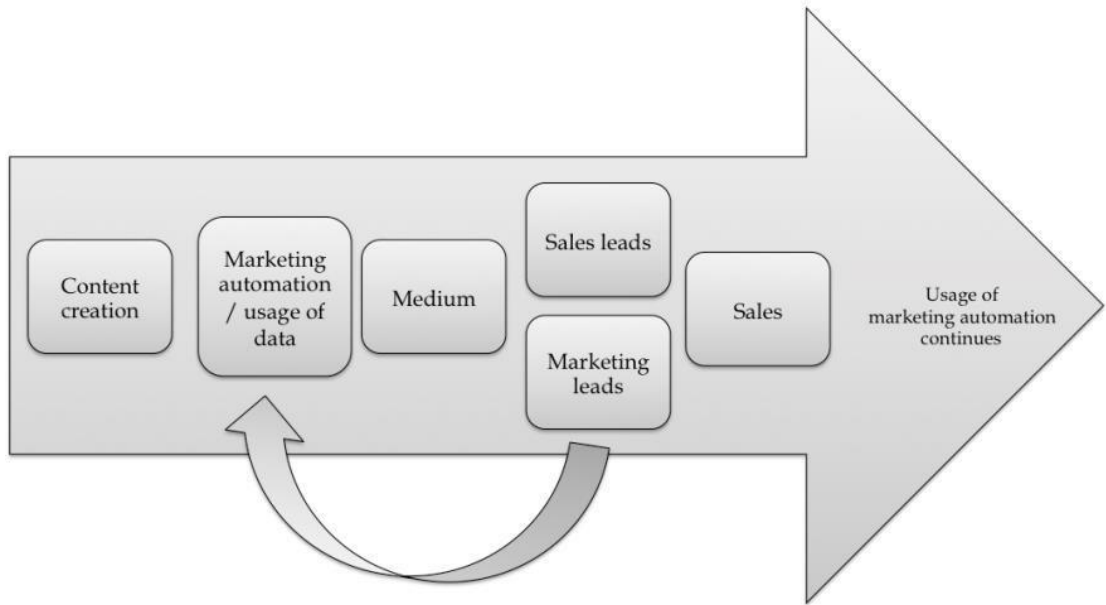 Content
creation
Marketing
automation
/ usage of
data
Medium
Sales leads
Marketing
leads
Sales
Usage of
marketing automation
continues